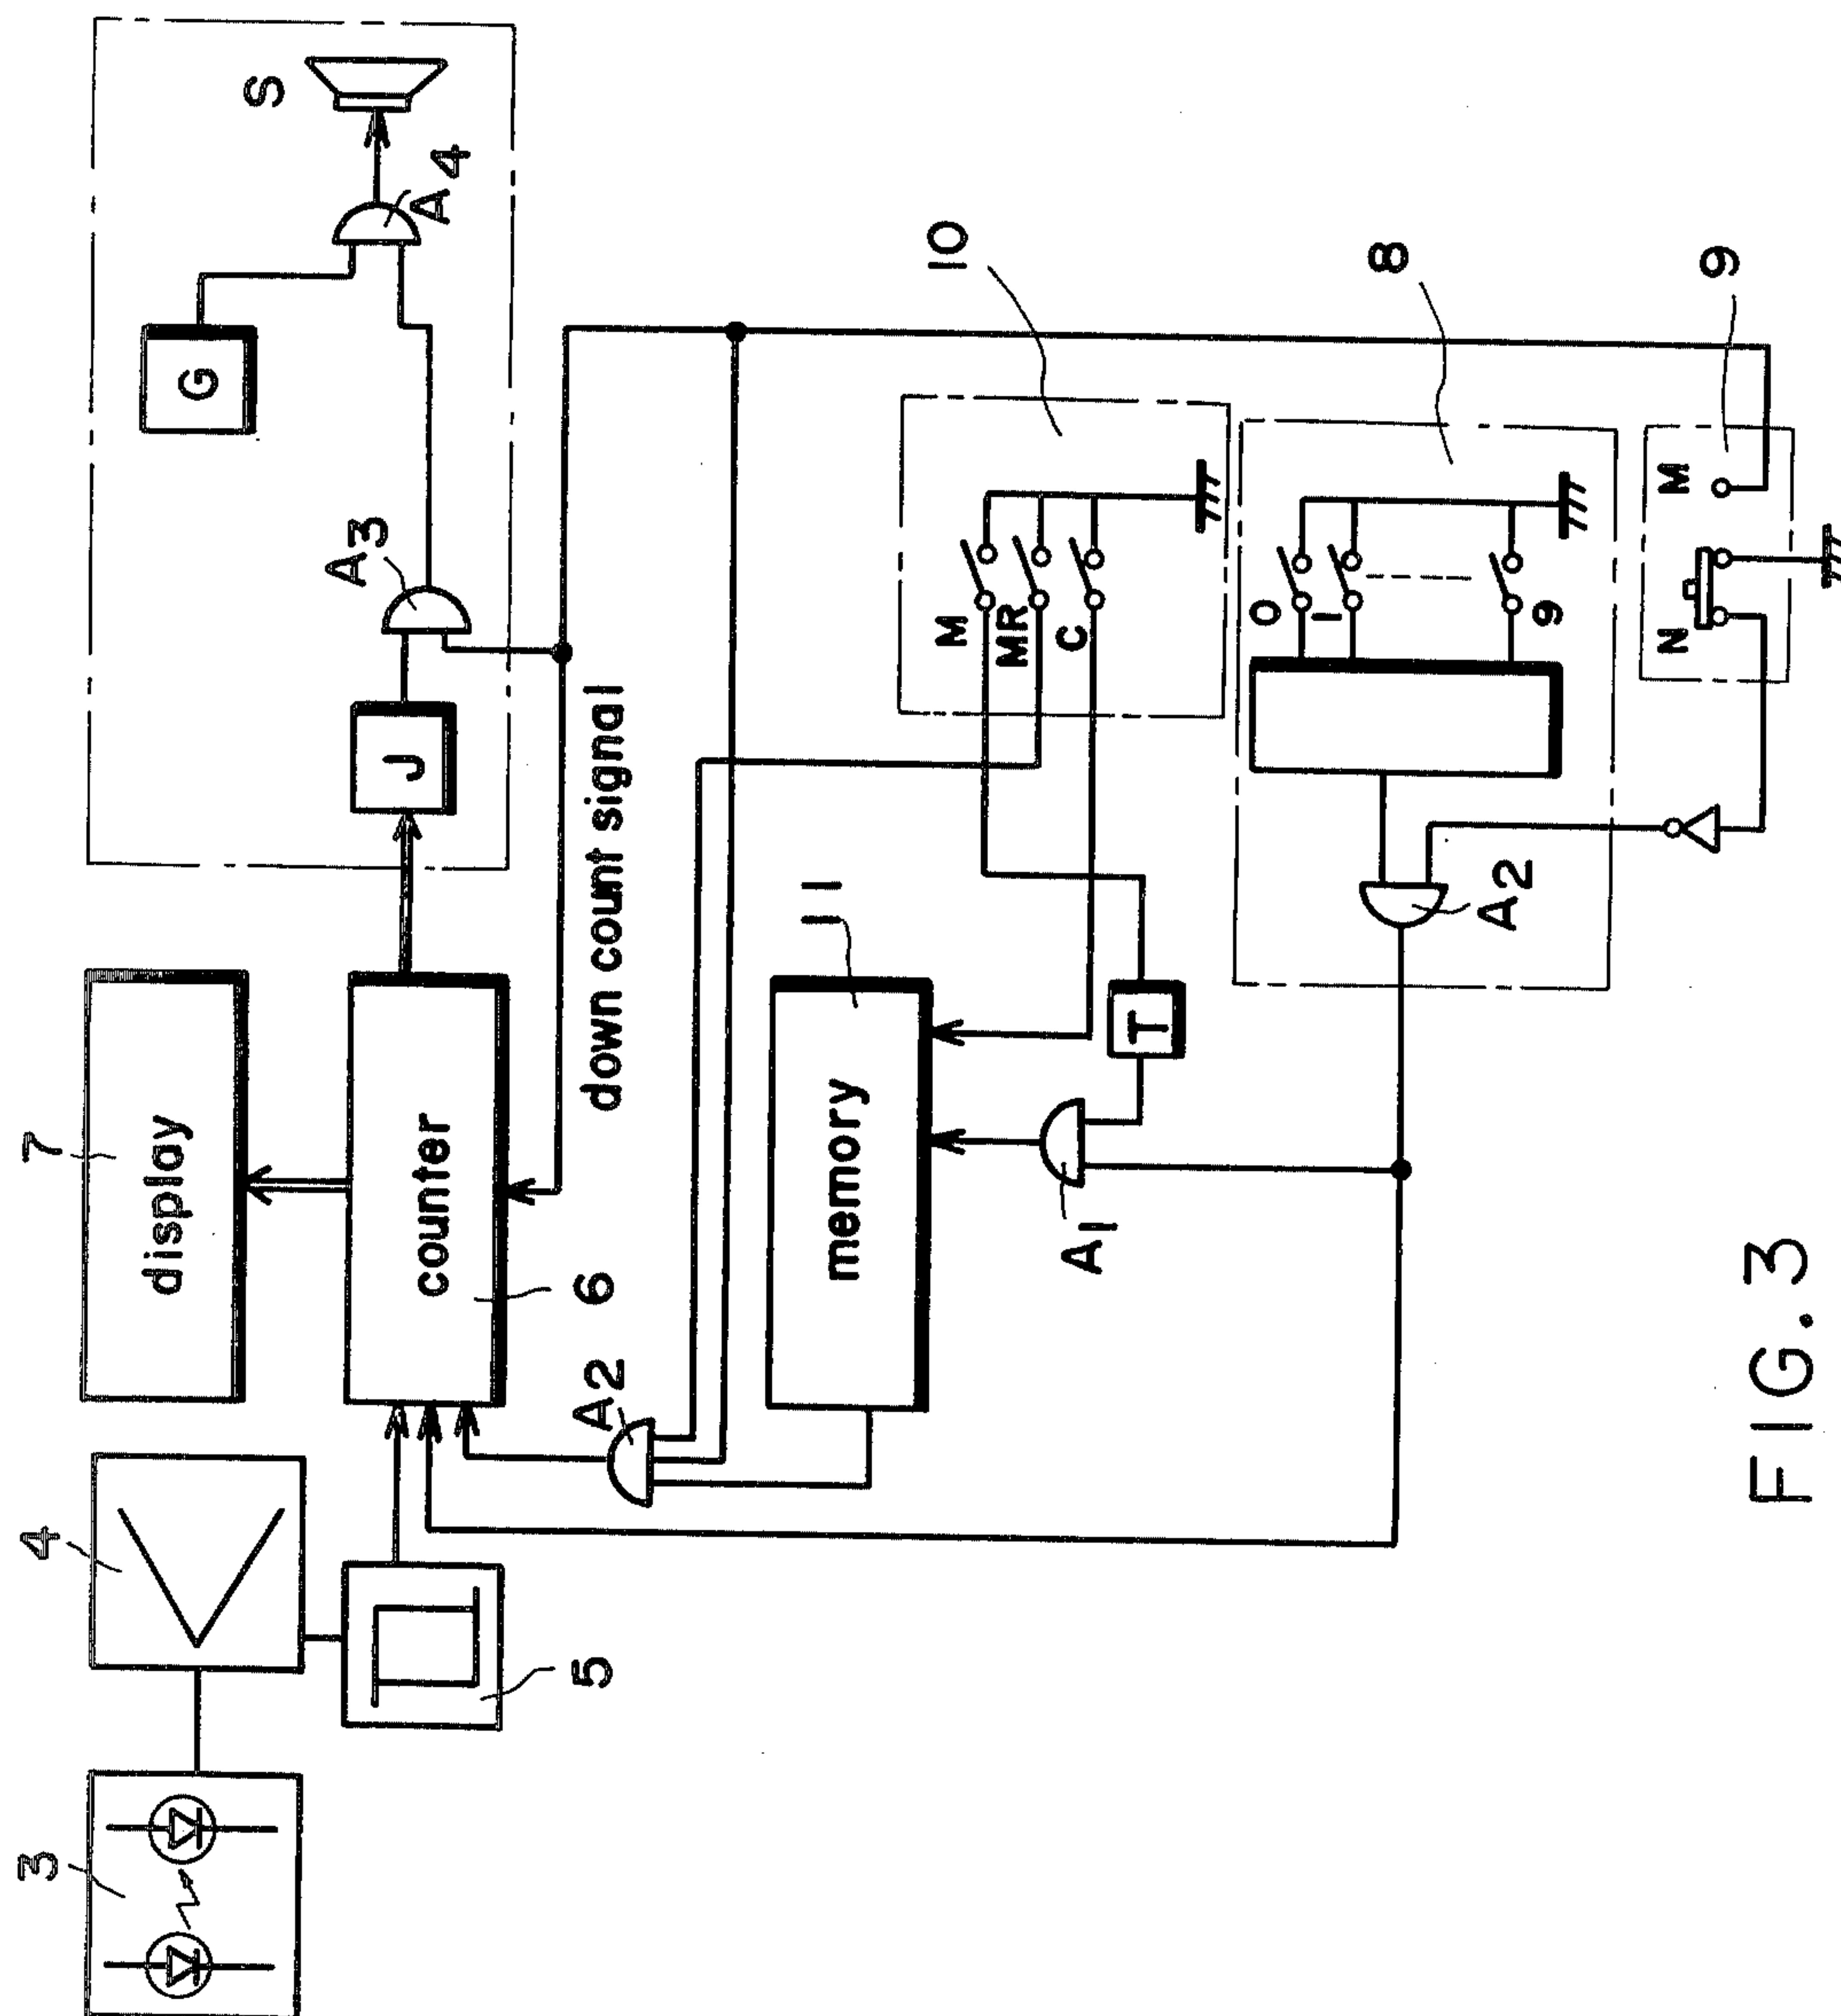 3
4
5
7
display
counter
6
J
A3
G
A4
S
down count signal
A2
memory
11
A1
T
M
MR
C
10
A2
0
1
9
8
N
M
9
FIG. 3